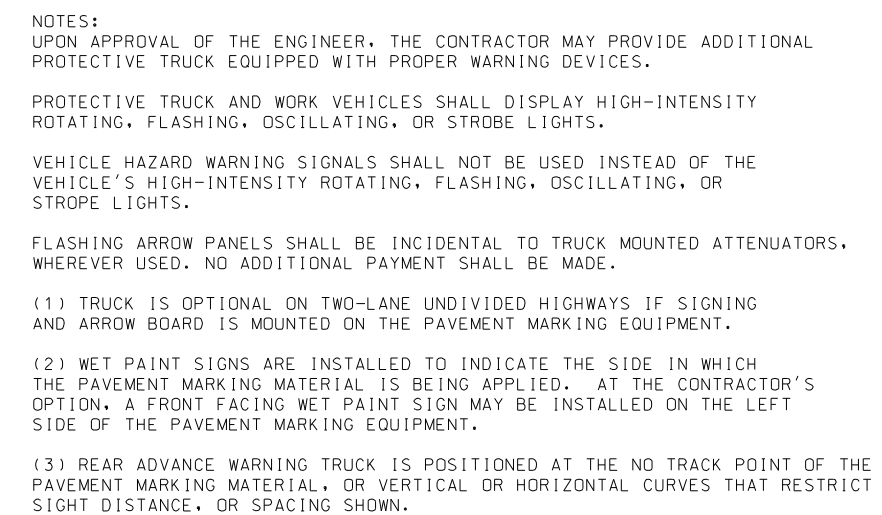 NOTES:
UPON APPROVAL OF THE ENGINEER, THE CONTRACTOR MAY PROVIDE ADDITIONAL
PROTECTIVE TRUCK EQUIPPED WITH PROPER WARNING DEVICES.
PROTECTIVE TRUCK AND WORK VEHICLES SHALL DISPLAY HIGH-INTENSITY
ROTATING, FLASHING, OSCILLATING, OR STROBE LIGHTS.
VEHICLE HAZARD WARNING SIGNALS SHALL NOT BE USED INSTEAD OF THE
VEHICLE'S HIGH-INTENSITY ROTATING, FLASHING, OSCILLATING, OR
STROPE LIGHTS.
FLASHING ARROW PANELS SHALL BE INCIDENTAL TO TRUCK MOUNTED ATTENUATORS,
WHEREVER USED. NO ADDITIONAL PAYMENT SHALL BE MADE.
(1) TRUCK IS OPTIONAL ON TWO-LANE UNDIVIDED HIGHWAYS IF SIGNING
AND ARROW BOARD IS MOUNTED ON THE PAVEMENT MARKING EQUIPMENT.
(2) WET PAINT SIGNS ARE INSTALLED TO INDICATE THE SIDE IN WHICH
THE PAVEMENT MARKING MATERIAL IS BEING APPLIED. AT THE CONTRACTOR'S
OPTION, A FRONT FACING WET PAINT SIGN MAY BE INSTALLED ON THE LEFT
SIDE OF THE PAVEMENT MARKING EQUIPMENT.
(3) REAR ADVANCE WARNING TRUCK IS POSITIONED AT THE NO TRACK POINT OF THE
PAVEMENT MARKING MATERIAL, OR VERTICAL OR HORIZONTAL CURVES THAT RESTRICT
SIGHT DISTANCE, OR SPACING SHOWN.